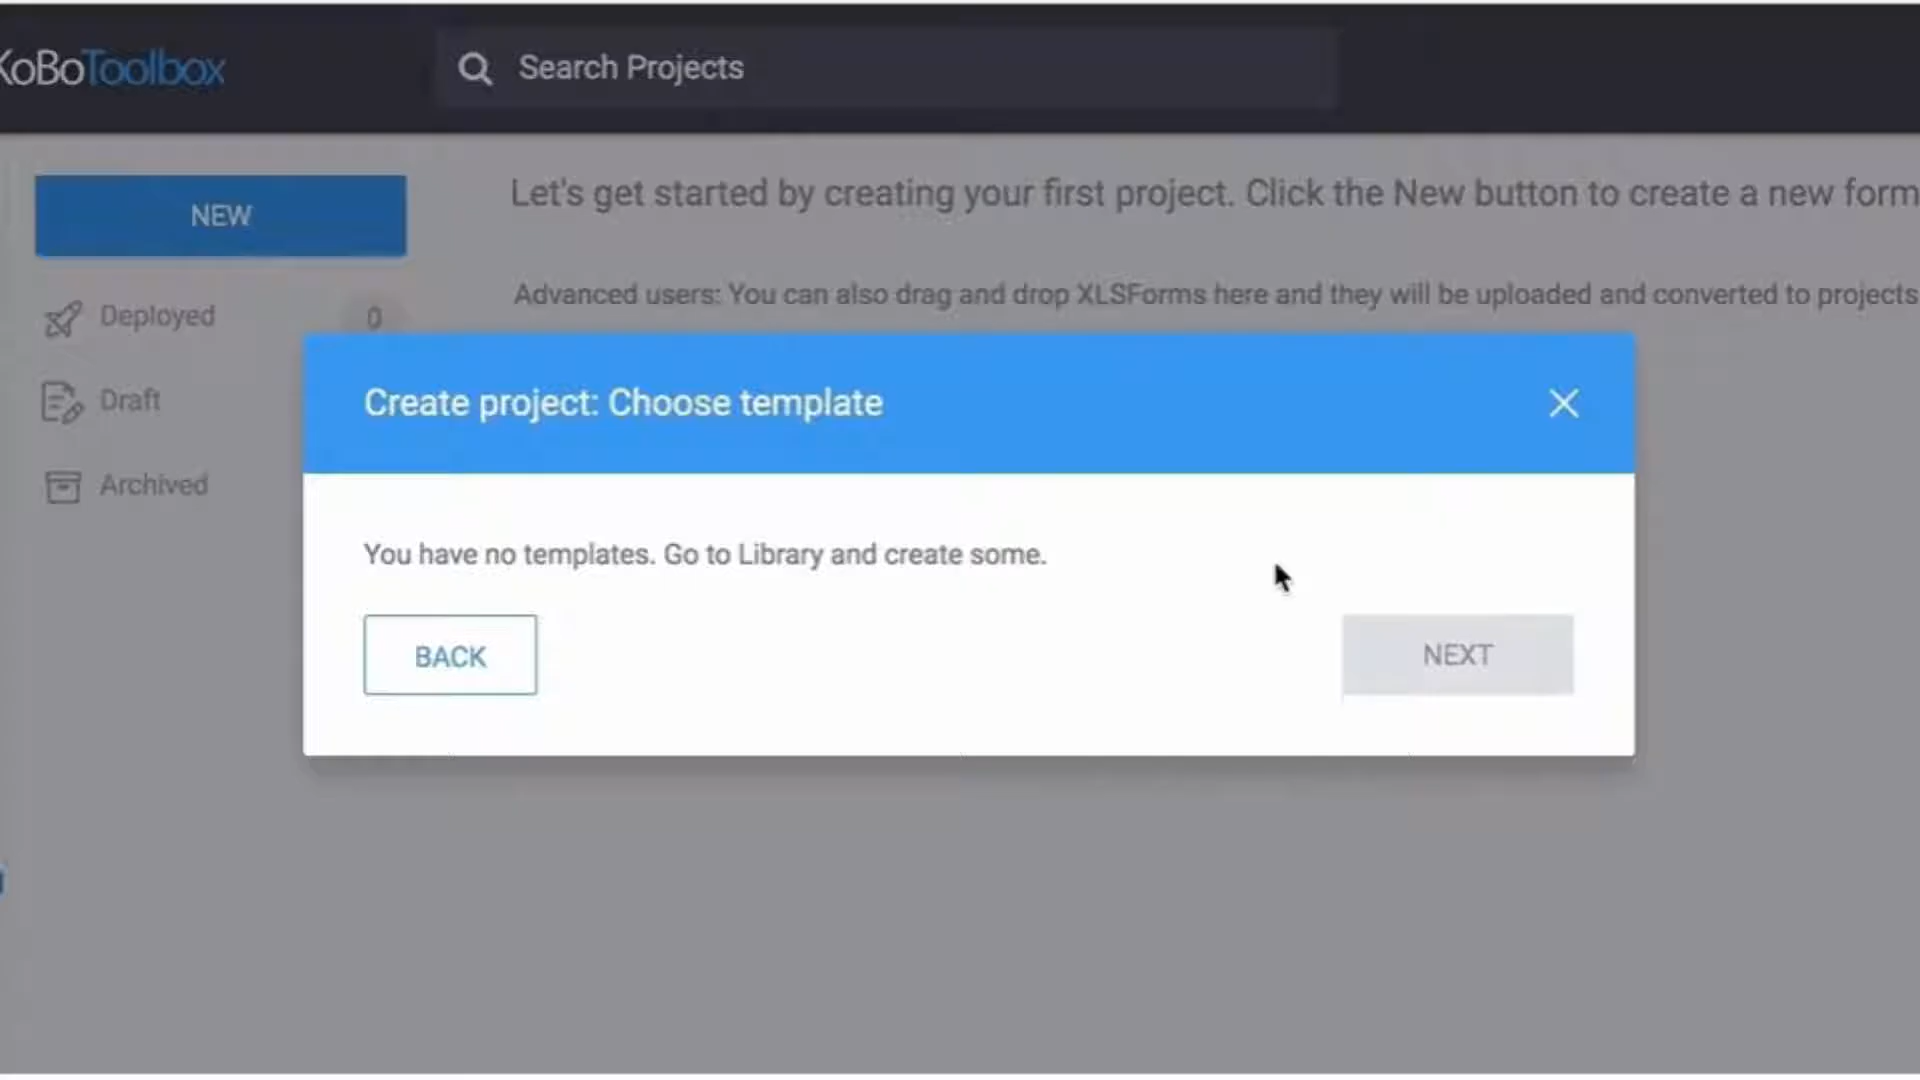 KoBoToolbox
Search Projects
NEW
Let's get started by creating your first project. Click the New button to create a new form
Advanced users: You can also drag and drop XLSForms here and they will be uploaded and converted to projects
Deployed 0
Draft
Archived
Create project: Choose template
You have no templates. Go to Library and create some.
BACK
NEXT